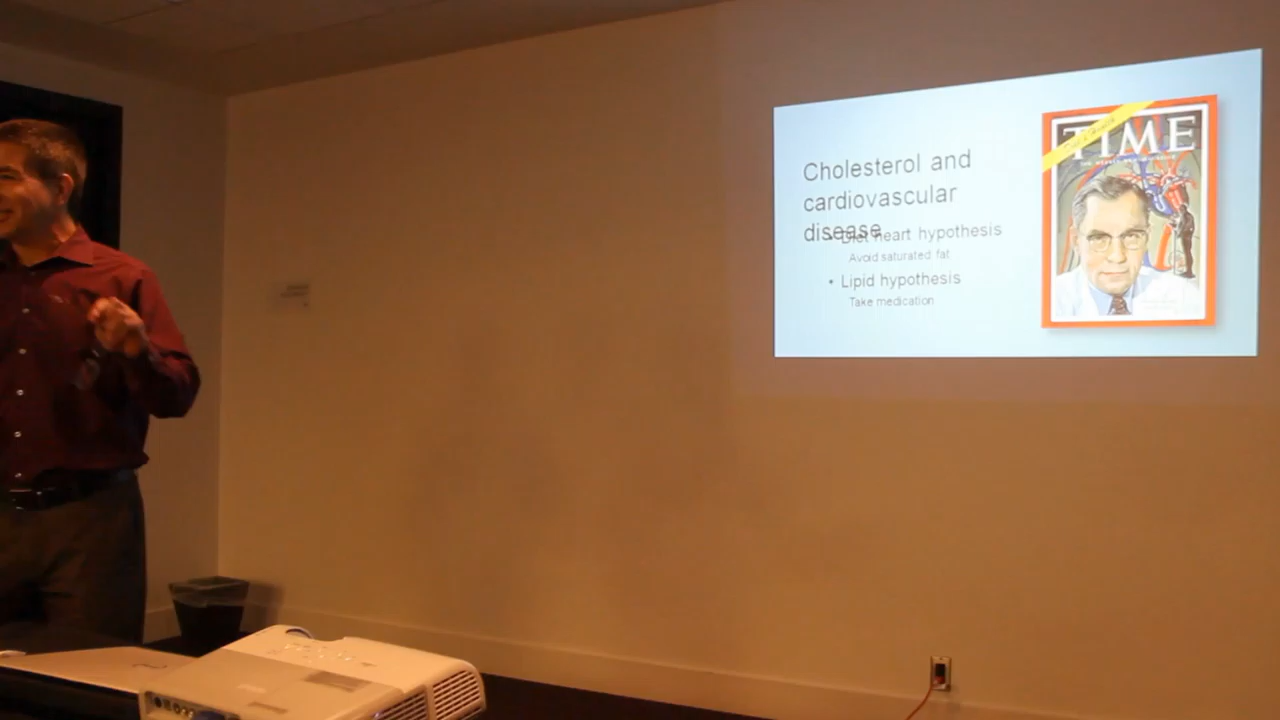 Cholesterol and
cardiovascular
disease
• Diet heart hypothesis
Avoid saturated fat
• Lipid hypothesis
Take medication
TIME